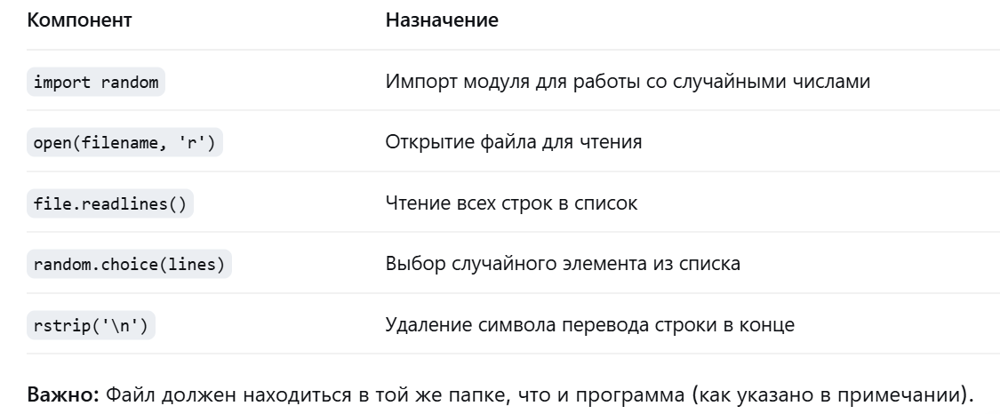 Компонент Назначение
import random Импорт модуля для работы со случайными числами
open(filename, 'r') Открытие файла для чтения
file.readlines() Чтение всех строк в список
random.choice(lines) Выбор случайного элемента из списка
rstrip('\n') Удаление символа перевода строки в конце
Важно: Файл должен находиться в той же папке, что и программа (как указано в примечании).